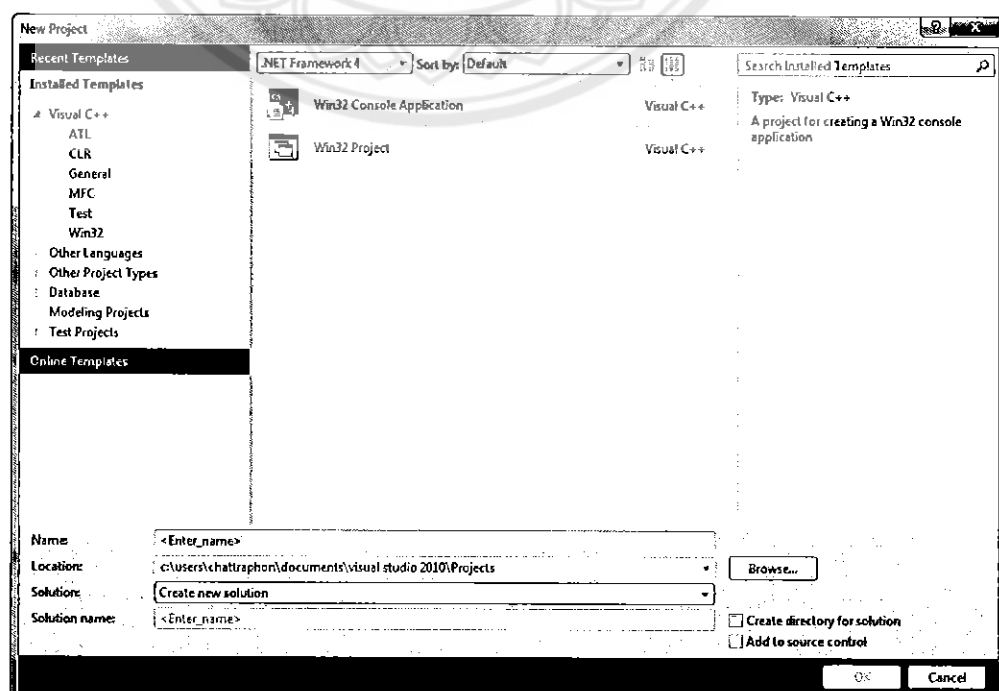 New Project
Recent Templates
.NET Framework 4 Sort by: Default
Search Installed Templates
Installed Templates
Visual C++
ATL
CLR
General
MFC
Test
Win32
Other Languages
Other Project Types
Database
Modeling Projects
Test Projects
Online Templates
Win32 Console Application Visual C++
Win32 Project Visual C++
Type: Visual C++
A project for creating a Win32 console
application
Name: <Enter_name>
Location: c:\users\chattraphon\documents\visual studio 2010\Projects
Browse...
Solution: Create new solution
Solution name: <Enter_name>
Create directory for solution
Add to source control
OK Cancel